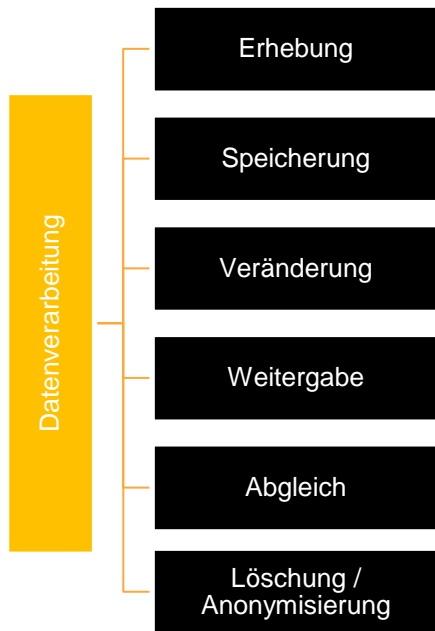 Datenverarbeitung
Erhebung
Speicherung
Veränderung
Weitergabe
Abgleich
Löschung /
Anonymisierung